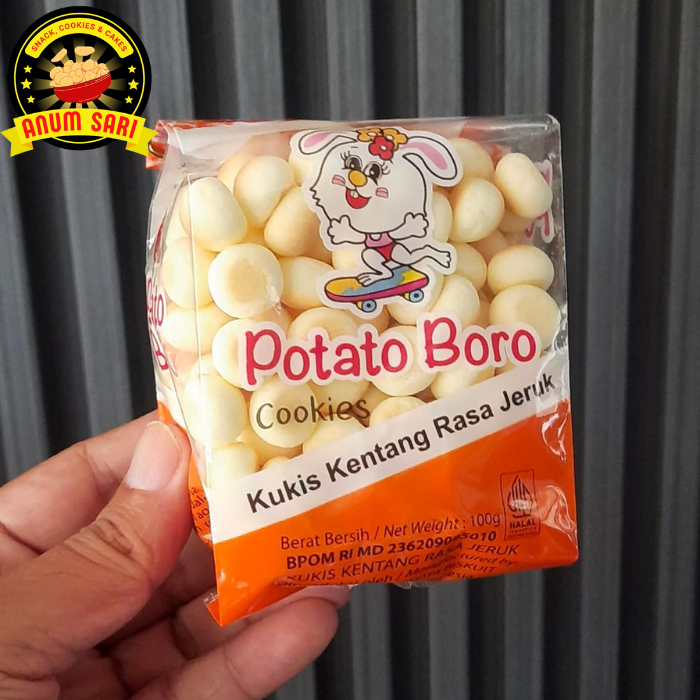 SNACK, COOKIES & CAKES
ANUM SARI
Potato Boro
Cookies
Kukis Kentang Rasa Jeruk
Berat Bersih / Net Weight : 100g
BPOM RI MD
KUKIS KENTANG RASA JERUK
HALAL
INDONESIA